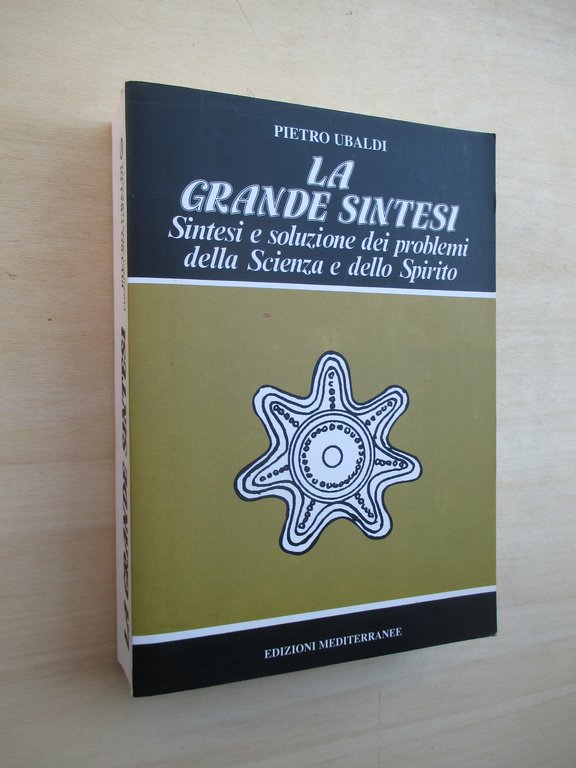 PIETRO UBALDI
LA
GRANDE SINTESI
Sintesi e soluzione dei problemi
della Scienza e dello Spirito
EDIZIONI MEDITERRANEE
LA GRANDE SINTESI